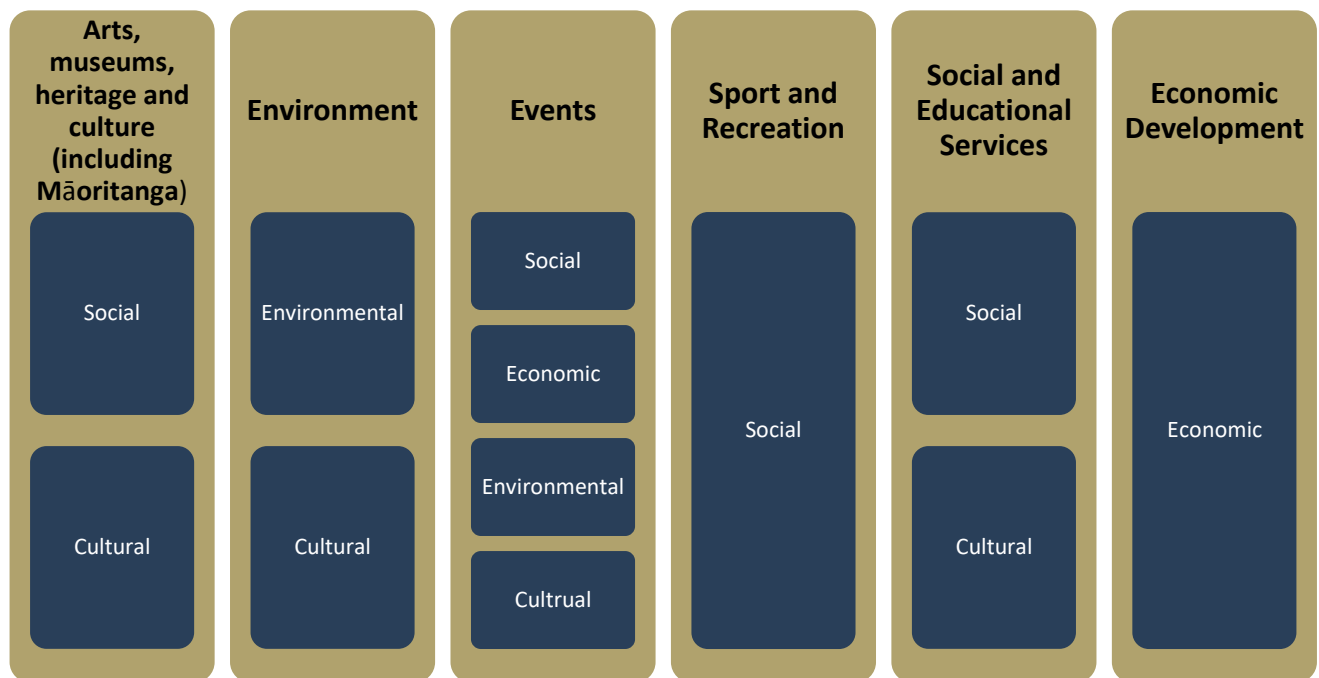 Arts,
museums,
heritage and
culture
(including
Māoritanga)
Social
Cultural
Environment
Environmental
Cultural
Events
Social
Economic
Environmental
Cultrual
Sport and
Recreation
Social
Social and
Educational
Services
Social
Cultural
Economic
Development
Economic